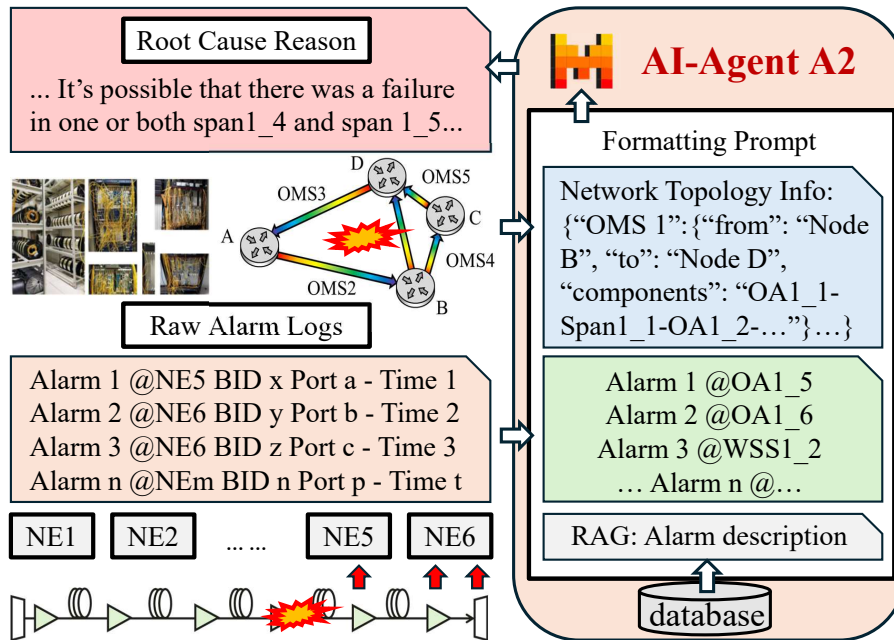 Root Cause Reason
... It's possible that there was a failure
in one or both span1_4 and span 1_5...
D
OMS3
OMS5
A
C
OMS2
OMS4
B
Raw Alarm Logs
Alarm 1 @NE5 BID x Port a - Time 1
Alarm 2 @NE6 BID y Port b - Time 2
Alarm 3 @NE6 BID z Port c - Time 3
Alarm n @NEm BID n Port p - Time t
NE1
NE2
... ...
NE5
NE6
AI-Agent A2
Formatting Prompt
Network Topology Info:
{“OMS 1”:{“from”: “Node
B”, “to”: “Node D”,
“components”: “OA1_1-
Span1_1-OA1_2-…”}…}
Alarm 1 @OA1_5
Alarm 2 @OA1_6
Alarm 3 @WSS1_2
… Alarm n @…
RAG: Alarm description
database